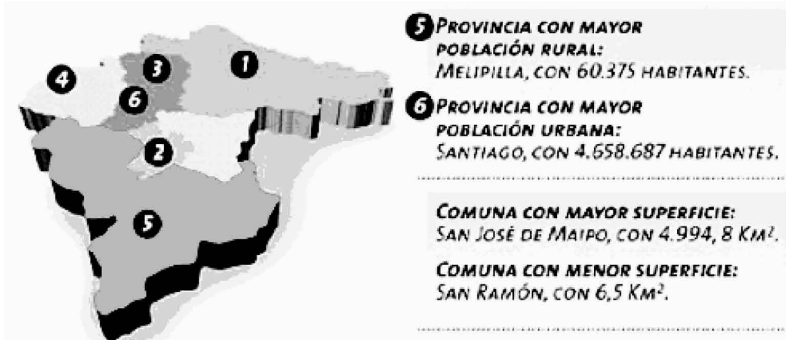 1
3
4
6
2
5
5 PROVINCIA CON MAYOR
POBLACIÓN RURAL:
MELIPILLA, CON 60.375 HABITANTES.
6 PROVINCIA CON MAYOR
POBLACIÓN URBANA:
SANTIAGO, CON 4.658.687 HABITANTES.
COMUNA CON MAYOR SUPERFICIE:
SAN JOSÉ DE MAIPO, CON 4.994, 8 KM².
COMUNA CON MENOR SUPERFICIE:
SAN RAMÓN, CON 6,5 KM².